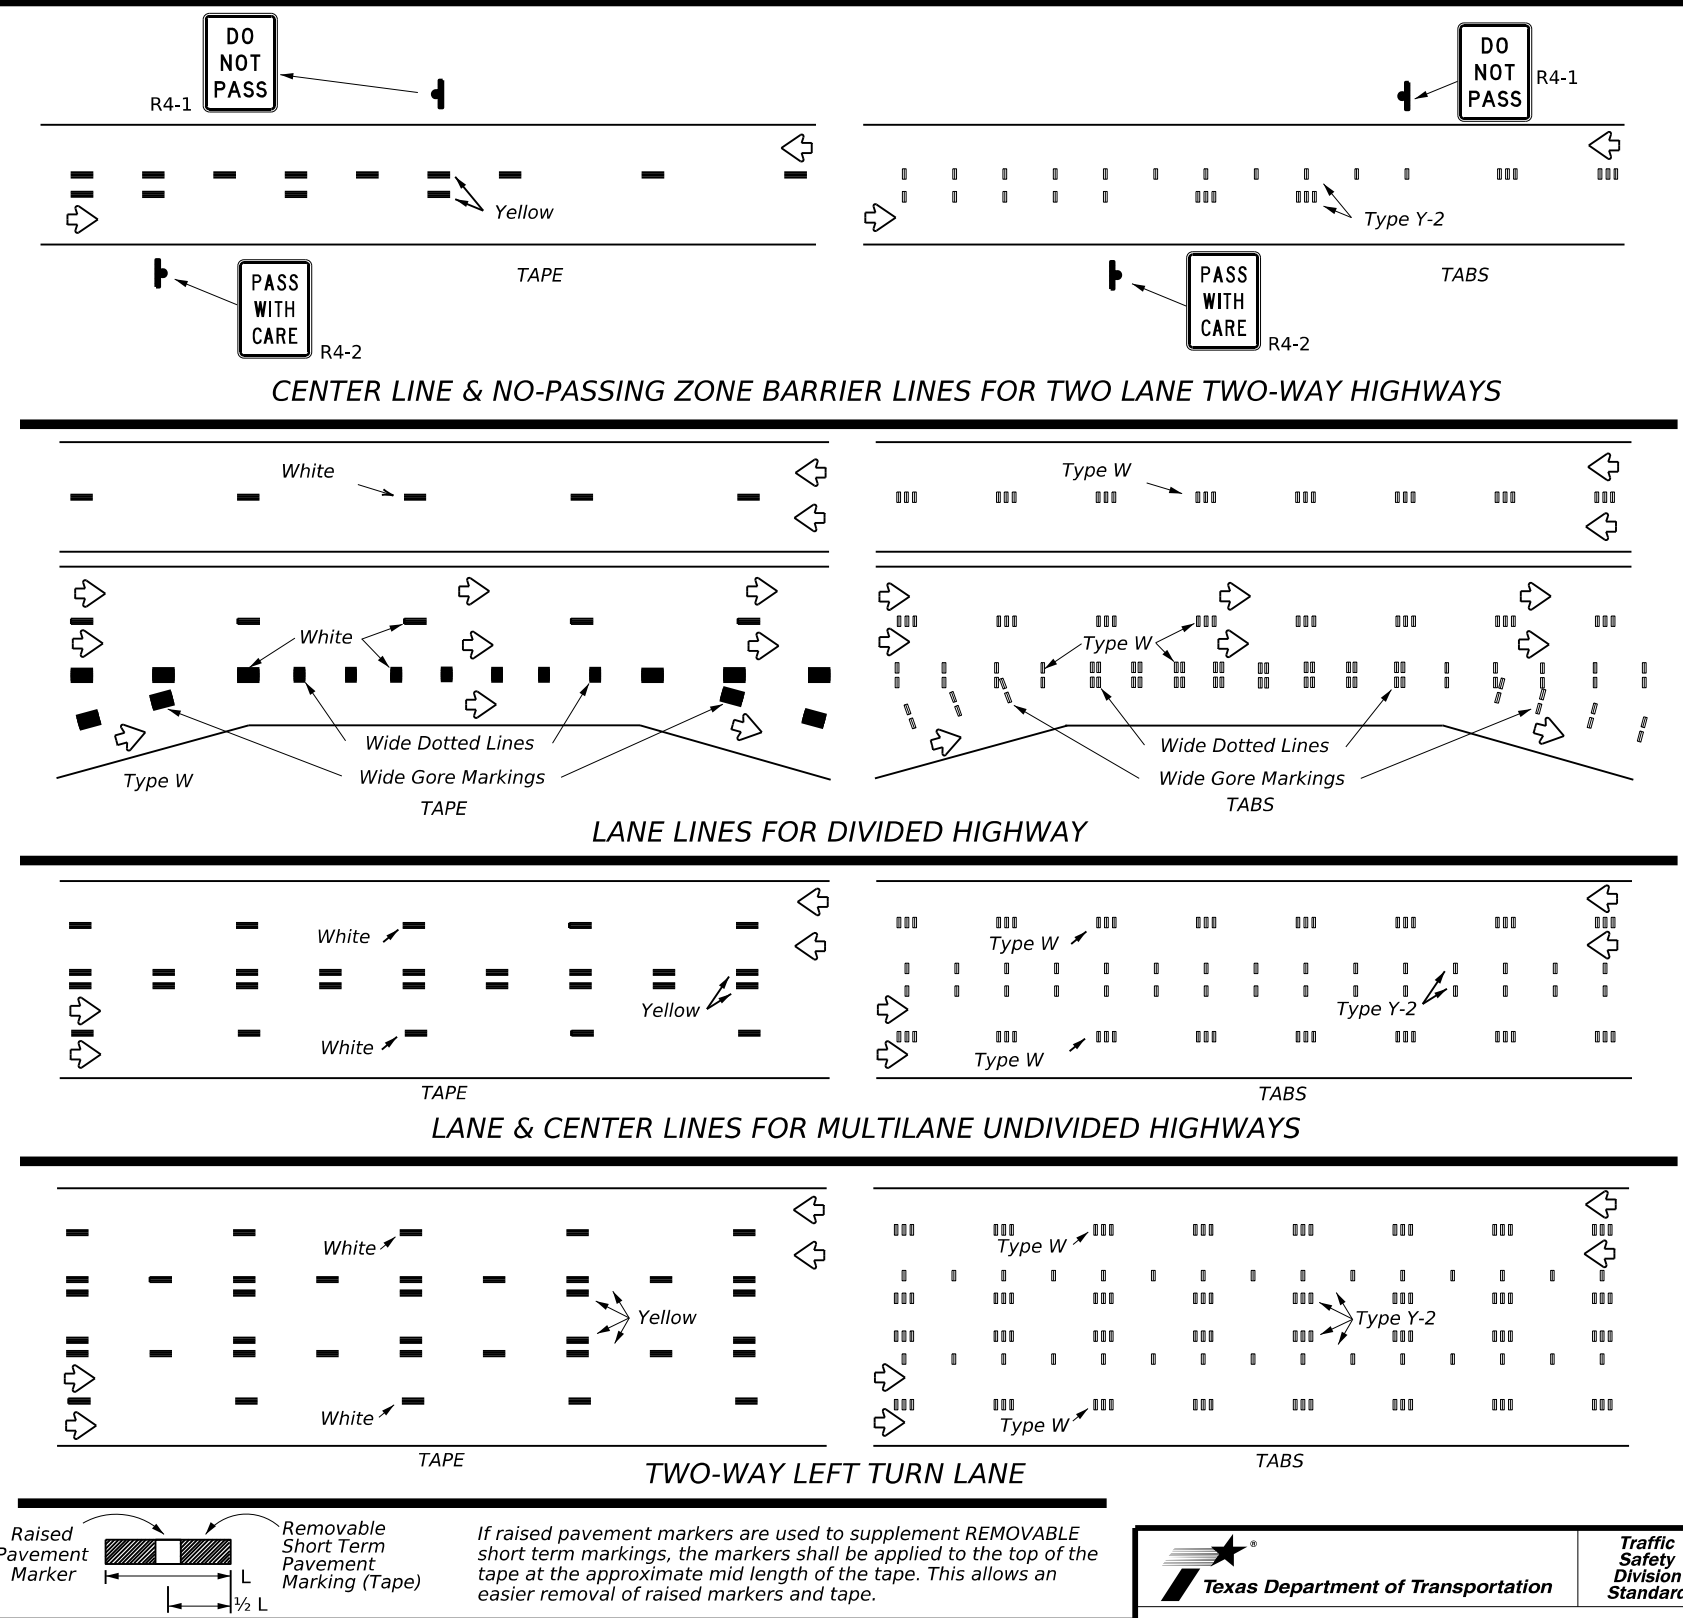 DO
NOT
PASS
R4-1
Yellow
PASS
WITH
CARE
R4-2
TAPE
DO
NOT
PASS
R4-1
Type Y-2
PASS
WITH
CARE
R4-2
TABS
CENTER LINE & NO-PASSING ZONE BARRIER LINES FOR TWO LANE TWO-WAY HIGHWAYS
White
White
Wide Dotted Lines
Wide Gore Markings
Type W
TAPE
Type W
Type W
Wide Dotted Lines
Wide Gore Markings
TABS
LANE LINES FOR DIVIDED HIGHWAY
White
Yellow
White
TAPE
Type W
Type Y-2
Type W
TABS
LANE & CENTER LINES FOR MULTILANE UNDIVIDED HIGHWAYS
White
Yellow
White
TAPE
Type W
Type Y-2
Type W
TABS
TWO-WAY LEFT TURN LANE
Raised
Pavement
Marker
Removable
Short Term
Pavement
Marking (Tape)
L
½ L
If raised pavement markers are used to supplement REMOVABLE
short term markings, the markers shall be applied to the top of the
tape at the approximate mid length of the tape. This allows an
easier removal of raised markers and tape.
®
Texas Department of Transportation
Traffic
Safety
Division
Standard